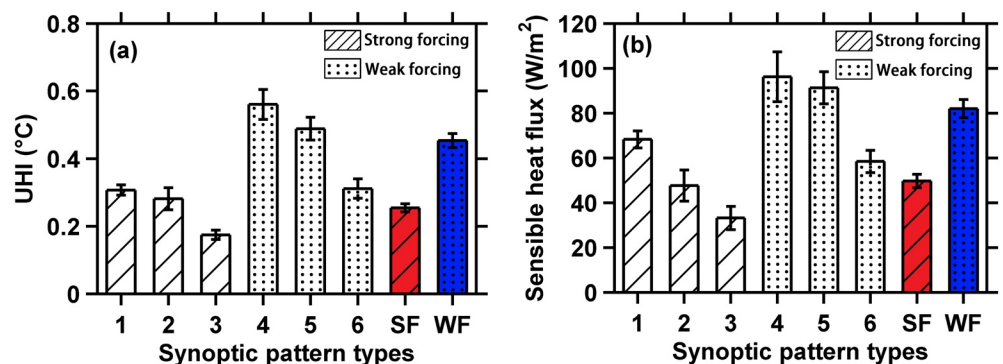 (a)
Strong forcing
Weak forcing
UHI (°C)
0.8
0.6
0.4
0.2
0
1 2 3 4 5 6 SF WF
Synoptic pattern types
(b)
Strong forcing
Weak forcing
Sensible heat flux (W/m²)
120
100
80
60
40
20
0
1 2 3 4 5 6 SF WF
Synoptic pattern types